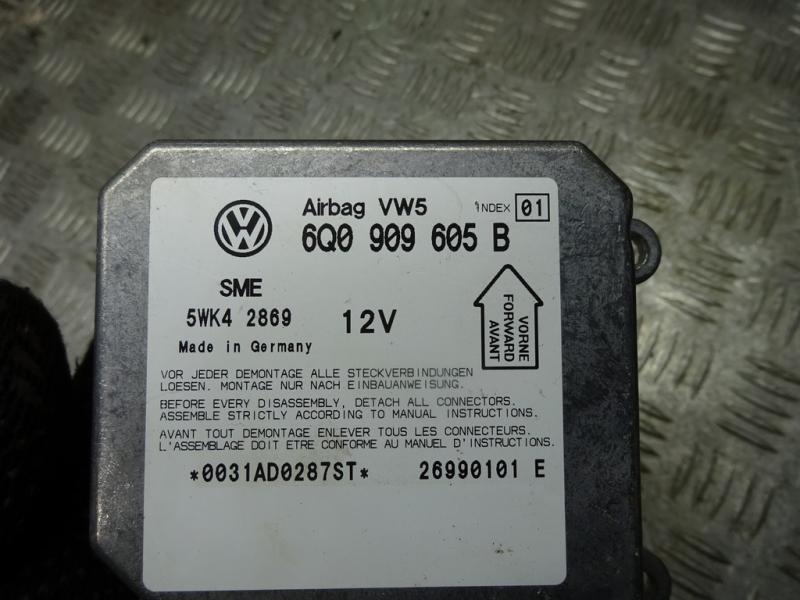 Airbag VW5 INDEX 01
6Q0 909 605 B
SME
5WK4 2869 12V
Made in Germany
VORNE
FORWARD
AVANT
VOR JEDER DEMONTAGE ALLE STECKVERBINDUNGEN
LOESEN. MONTAGE NUR NACH EINBAUANWEISUNG.
BEFORE EVERY DISASSEMBLY, DETACH ALL CONNECTORS.
ASSEMBLE STRICTLY ACCORDING TO MANUAL INSTRUCTIONS.
AVANT TOUT DEMONTAGE ENLEVER TOUS LES CONNECTEURS.
L'ASSEMBLAGE DOIT ETRE CONFORME AU MANUEL D'INSTRUCTIONS.
*0031AD0287ST* 26990101 E